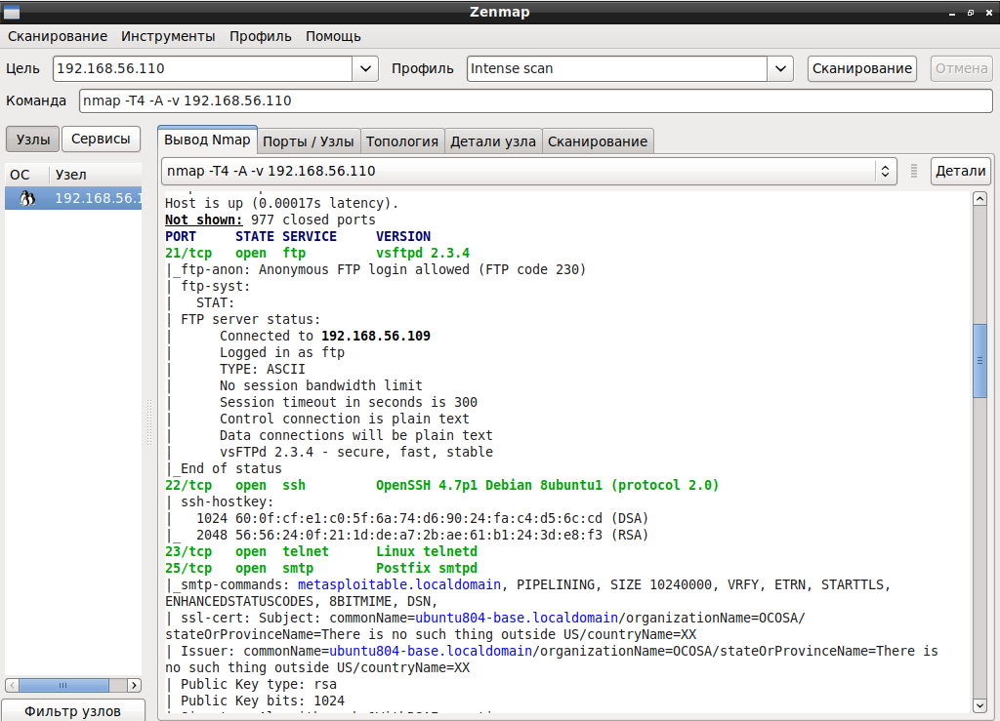 Zenmap
Сканирование Инструменты Профиль Помощь
Цель 192.168.56.110 Профиль Intense scan Сканирование Отмена
Команда nmap -T4 -A -v 192.168.56.110
Узлы Сервисы
Вывод Nmap Порты / Узлы Топология Детали узла Сканирование
ОС Узел
192.168.56.1
nmap -T4 -A -v 192.168.56.110 Детали
Host is up (0.00017s latency).
Not shown: 977 closed ports
PORT STATE SERVICE VERSION
21/tcp open ftp vsftpd 2.3.4
|_ftp-anon: Anonymous FTP login allowed (FTP code 230)
| ftp-syst:
| STAT:
| FTP server status:
| Connected to 192.168.56.109
| Logged in as ftp
| TYPE: ASCII
| No session bandwidth limit
| Session timeout in seconds is 300
| Control connection is plain text
| Data connections will be plain text
| vsFTPd 2.3.4 - secure, fast, stable
|_End of status
22/tcp open ssh OpenSSH 4.7p1 Debian 8ubuntu1 (protocol 2.0)
| ssh-hostkey:
| 1024 60:0f:cf:e1:c0:5f:6a:74:d6:90:24:fa:c4:d5:6c:cd (DSA)
|_ 2048 56:56:24:0f:21:1d:de:a7:2b:ae:61:b1:24:3d:e8:f3 (RSA)
23/tcp open telnet Linux telnetd
25/tcp open smtp Postfix smtpd
|_smtp-commands: metasploitable.localdomain, PIPELINING, SIZE 10240000, VRFY, ETRN, STARTTLS,
ENHANCEDSTATUSCODES, 8BITMIME, DSN,
| ssl-cert: Subject: commonName=ubuntu804-base.localdomain/organizationName=OCOSA/
stateOrProvinceName=There is no such thing outside US/countryName=XX
| Issuer: commonName=ubuntu804-base.localdomain/organizationName=OCOSA/stateOrProvinceName=There is
no such thing outside US/countryName=XX
| Public Key type: rsa
| Public Key bits: 1024
Фильтр узлов